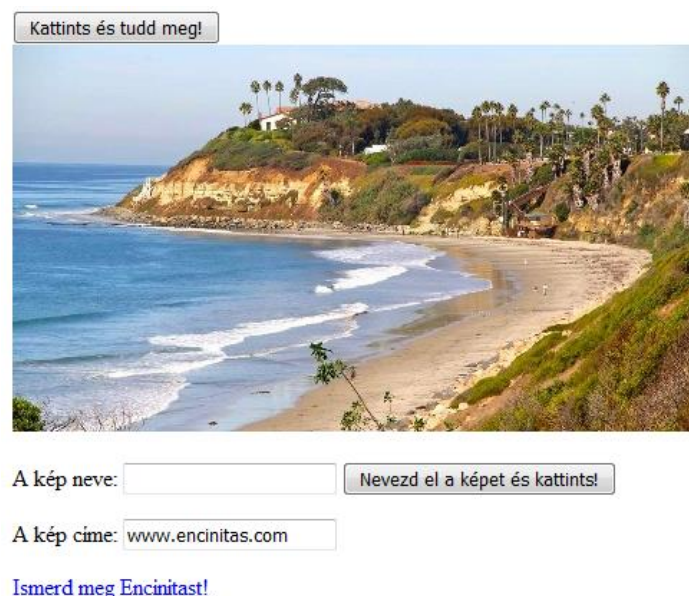 Kattints és tudd meg!
A kép neve: Nevezd el a képet és kattints!
A kép címe: www.encinitas.com
Ismerd meg Encinitast!